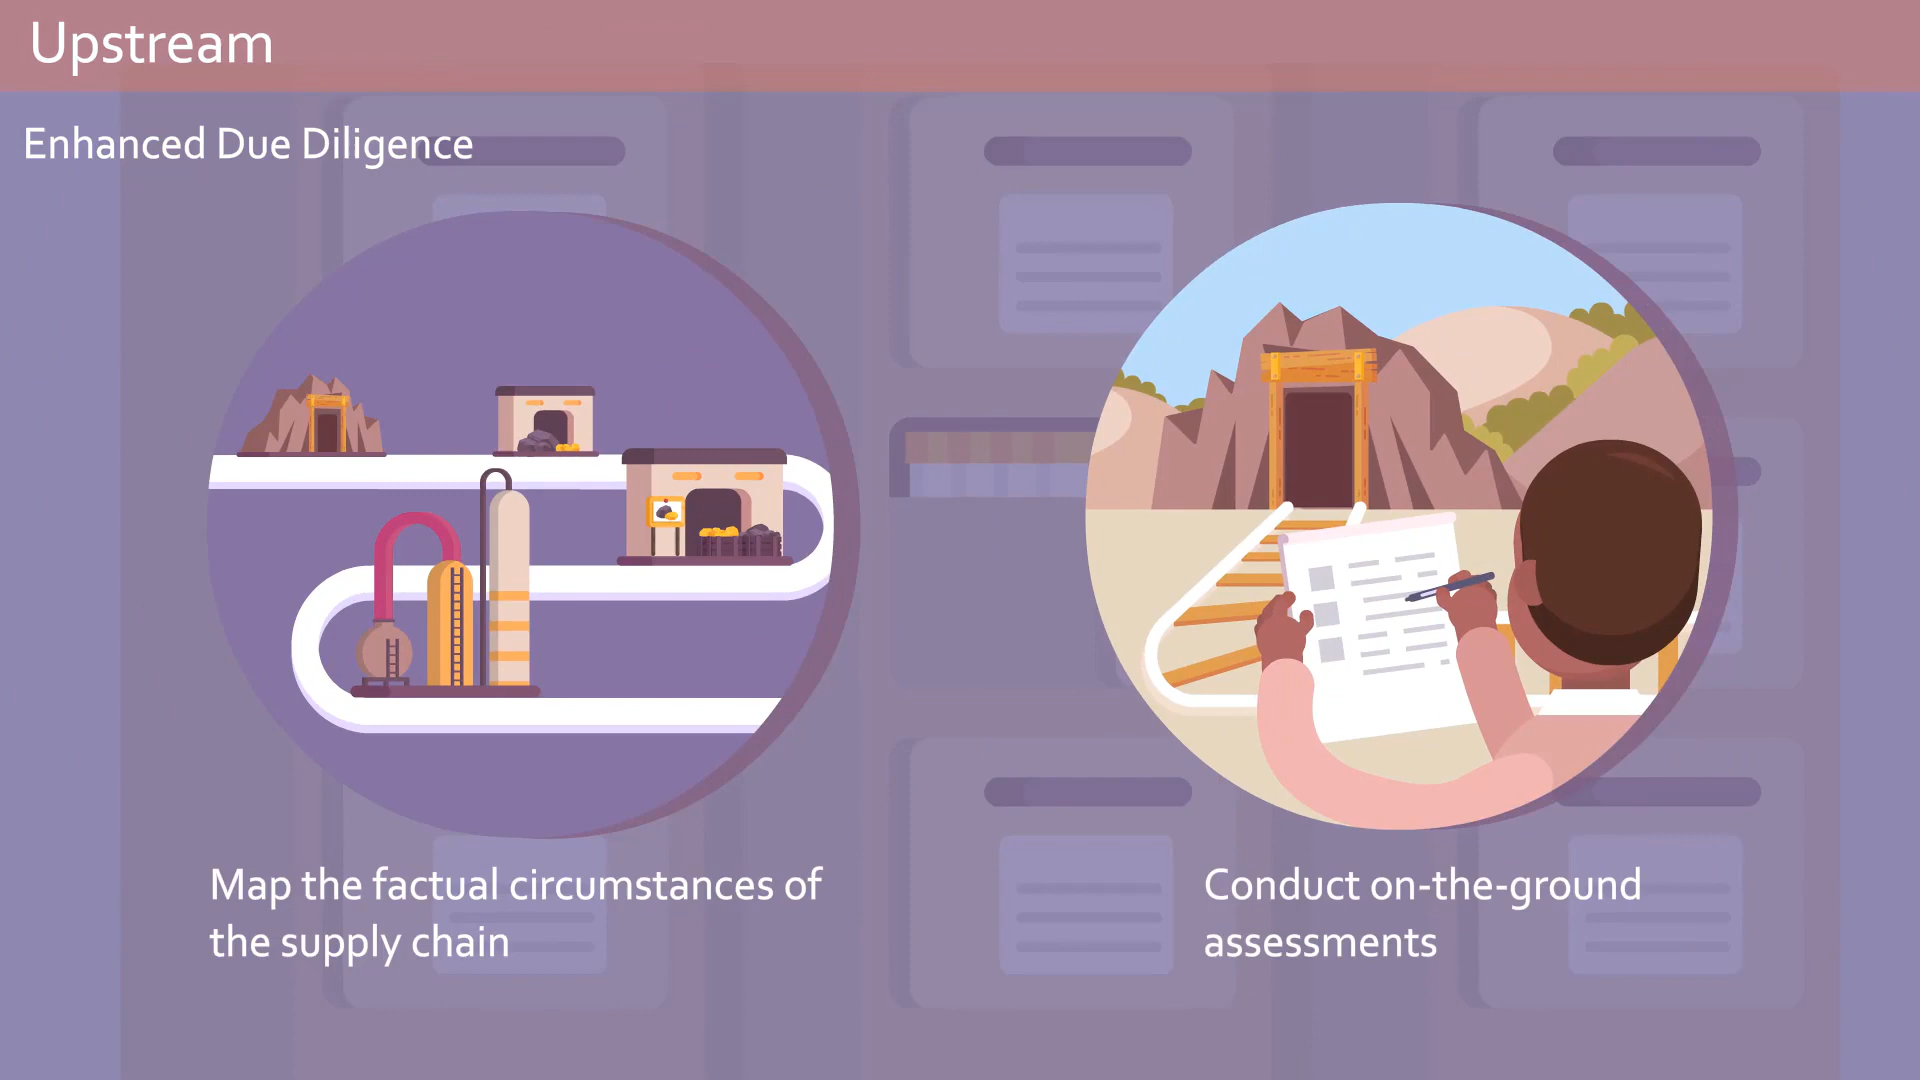 Upstream
Enhanced Due Diligence
Map the factual circumstances of
the supply chain
Conduct on-the-ground
assessments